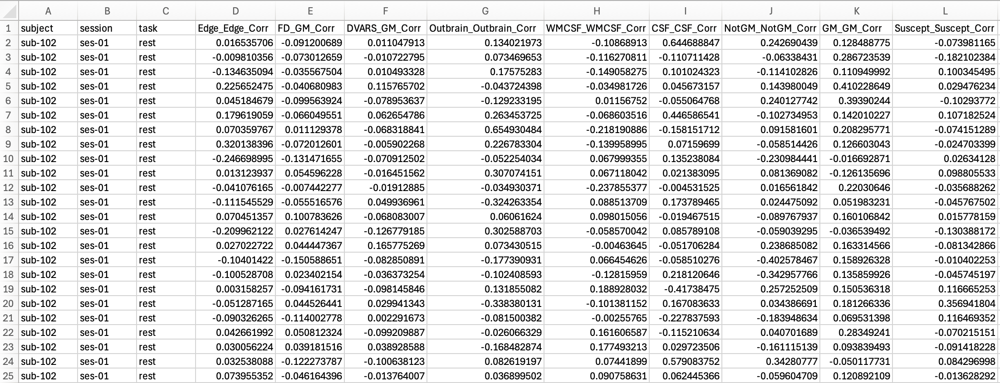 A B C D E F G H I J K L
1 subject session task Edge_Edge_Corr FD_GM_Corr DVARS_GM_Corr Outbrain_Outbrain_Corr WMCSF_WMCSF_Corr CSF_CSF_Corr NotGM_NotGM_Corr GM_GM_Corr Suscept_Suscept_Corr
2 sub-102 ses-01 rest 0.016535706 -0.091200689 0.011047913 0.134021973 -0.10868913 0.644688847 0.242690439 0.128488775 -0.073981165
3 sub-102 ses-01 rest -0.009810356 -0.073012659 -0.010722795 0.073469653 -0.116270811 -0.110711428 -0.06338431 0.286723539 -0.182102384
4 sub-102 ses-01 rest -0.134635094 -0.035567504 0.010493328 0.17575283 -0.149058275 0.101024323 -0.114102826 0.110949992 0.100345495
5 sub-102 ses-01 rest 0.225652475 -0.040680983 0.115765702 -0.043724398 -0.034981726 0.045673157 0.143980049 0.410228649 0.029476234
6 sub-102 ses-01 rest 0.045184679 -0.099563924 -0.078953637 -0.129233195 0.01156752 -0.055064768 0.240127742 0.39390244 -0.10293772
7 sub-102 ses-01 rest 0.179619059 -0.066049551 0.062654786 0.263453725 -0.068603516 0.446586541 -0.102734953 0.142010227 0.107182524
8 sub-102 ses-01 rest 0.070359767 0.011129378 -0.068318841 0.654930484 -0.218190886 -0.158151712 0.091581601 0.208295771 -0.074151289
9 sub-102 ses-01 rest 0.320138396 -0.072012601 -0.005902268 0.226783304 -0.139958995 0.07159699 -0.058514426 0.126603043 -0.024703399
10 sub-102 ses-01 rest -0.246698995 -0.131471655 -0.070912502 -0.052254034 0.067999355 0.135238084 -0.230984441 -0.016692871 0.02634128
11 sub-102 ses-01 rest 0.013123937 0.054596228 -0.016451562 0.307074151 0.067118042 0.021383095 0.081369082 -0.126135696 0.098805533
12 sub-102 ses-01 rest -0.041076165 -0.007442277 -0.01912885 -0.034930371 -0.237855377 -0.004531525 0.016561842 0.22030646 -0.035688262
13 sub-102 ses-01 rest -0.111545529 -0.055516576 0.049936961 -0.324263354 0.088513709 0.173789465 0.024475092 0.051983231 -0.045767502
14 sub-102 ses-01 rest 0.070451357 0.100783626 -0.068083007 0.06061624 0.098015056 -0.019467515 -0.089767937 0.160106842 0.015778159
15 sub-102 ses-01 rest -0.209962122 0.027614247 -0.126779185 0.302588703 -0.058570042 0.085789108 -0.059039295 -0.036539492 -0.130388172
16 sub-102 ses-01 rest 0.027022722 0.044447367 0.165775269 0.073430515 -0.00463645 -0.051706284 0.238685082 0.163314566 -0.081342866
17 sub-102 ses-01 rest -0.10401422 -0.150588651 -0.082850891 -0.177390931 0.066454626 -0.058510276 -0.402578467 0.158926328 -0.010402253
18 sub-102 ses-01 rest -0.100528708 0.023402154 -0.036373254 -0.102408593 -0.12815959 0.218120646 -0.342957766 0.135859926 -0.045745197
19 sub-102 ses-01 rest 0.003158257 -0.094161731 -0.098145846 0.131855082 0.188928032 -0.41738475 0.257252509 0.150536318 0.116665253
20 sub-102 ses-01 rest -0.051287165 0.044526441 0.029941343 -0.338380131 -0.101381152 0.167083633 0.034386691 0.181266336 0.356941804
21 sub-102 ses-01 rest -0.090326265 -0.114002778 0.002291673 -0.081500382 -0.00255765 -0.227837593 -0.183948634 0.069531398 0.116469352
22 sub-102 ses-01 rest 0.042661992 0.050812324 -0.099209887 -0.026066329 0.161606587 -0.115210634 0.040701689 0.28349241 -0.070215151
23 sub-102 ses-01 rest 0.030056224 0.039181516 0.038928588 -0.168482874 0.177493213 0.029723506 -0.161115139 0.093839493 -0.091418228
24 sub-102 ses-01 rest 0.032538088 -0.122273787 -0.100638123 0.082619197 0.07441899 0.579083752 0.34280777 -0.050117731 0.084296998
25 sub-102 ses-01 rest 0.073955352 -0.046164396 -0.013764007 0.036899502 0.090758631 0.062445366 -0.059604709 0.120892109 -0.013628292